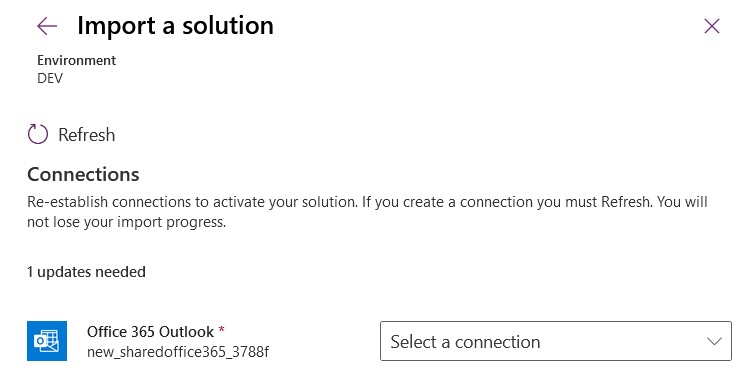 Import a solution
Environment
DEV
Refresh
Connections
Re-establish connections to activate your solution. If you create a connection you must Refresh. You will
not lose your import progress.
1 updates needed
Office 365 Outlook *
new_sharedoffice365_3788f
Select a connection